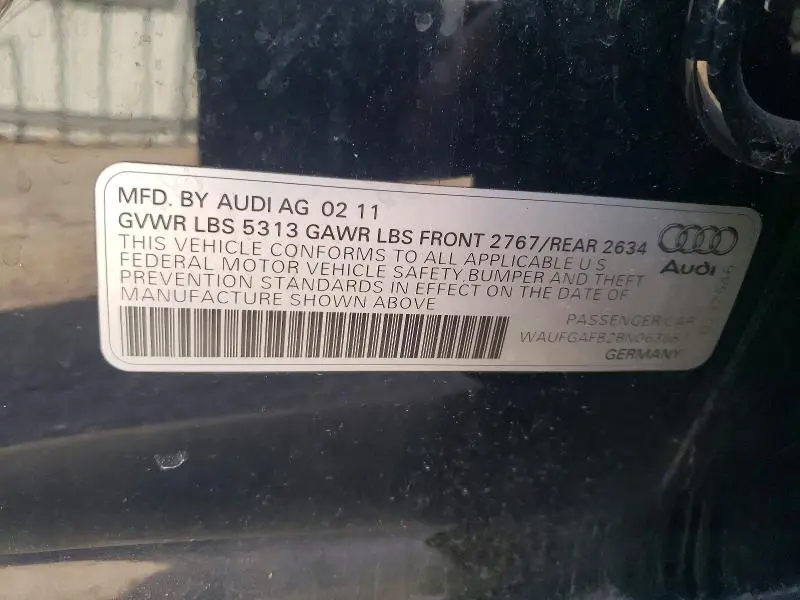 MFD. BY AUDI AG 02 11
GVWR LBS 5313 GAWR LBS FRONT 2767/REAR 2634
THIS VEHICLE CONFORMS TO ALL APPLICABLE U S
FEDERAL MOTOR VEHICLE SAFETY, BUMPER AND THEFT
PREVENTION STANDARDS IN EFFECT ON THE DATE OF
MANUFACTURE SHOWN ABOVE
Audi
PASSENGER CAR
GERMANY